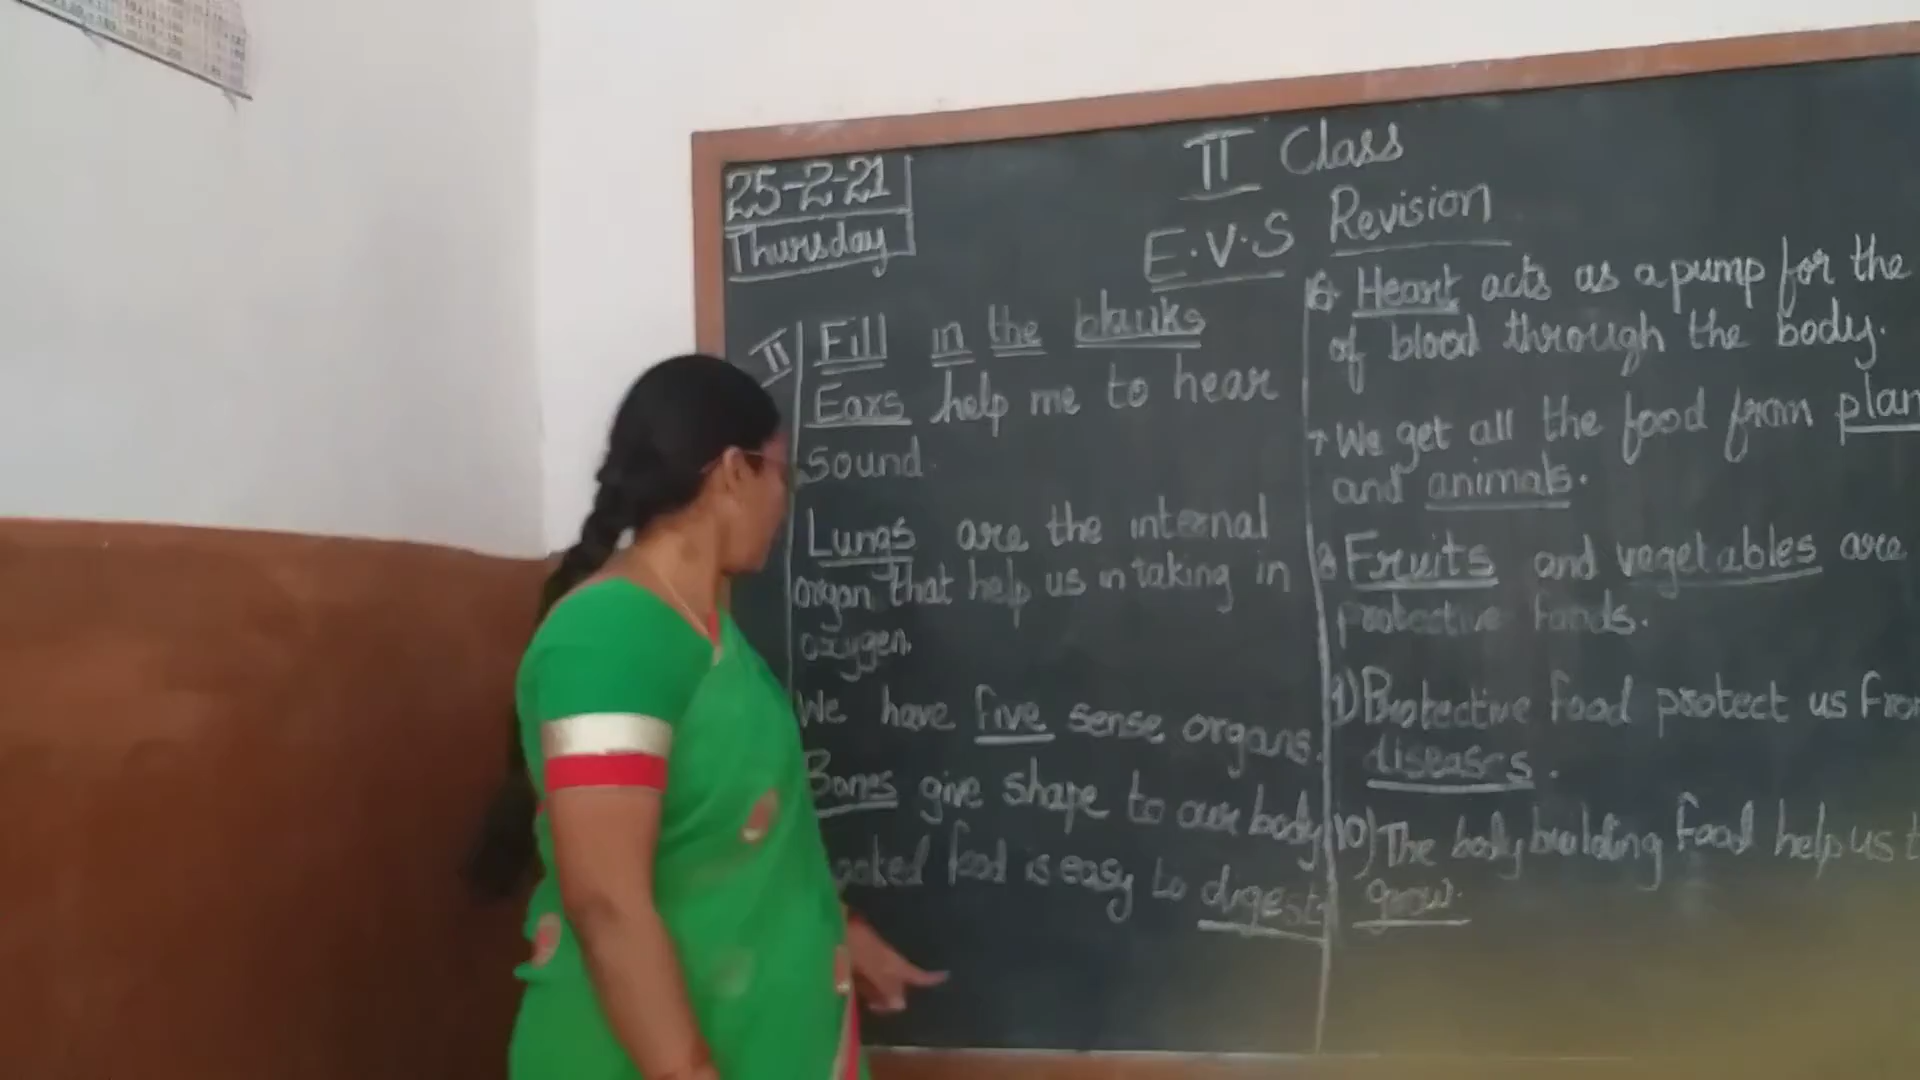 25-2-21
Thursday
II Class
E.V.S Revision
II Fill in the blanks
Ears help me to hear
sound.
Lungs are the internal
organ that help us in taking in
oxygen.
We have five sense organs.
Bones give shape to our body
food is easy to digest.
6. Heart acts as a pump for the
of blood through the body.
7 We get all the food from
and animals.
8 Fruits and vegetables are
protective foods.
Protective food protect us
diseases.
10) The body building food help us
grow.